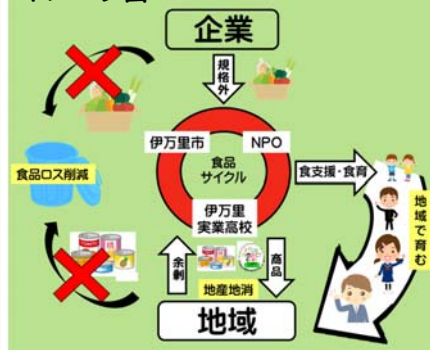 企業
規格外
伊万里市
NPO
食品
サイクル
伊万里
実業高校
食品ロス削減
食支援・食育
地域で育む
余剰
商品
地産地消
地域